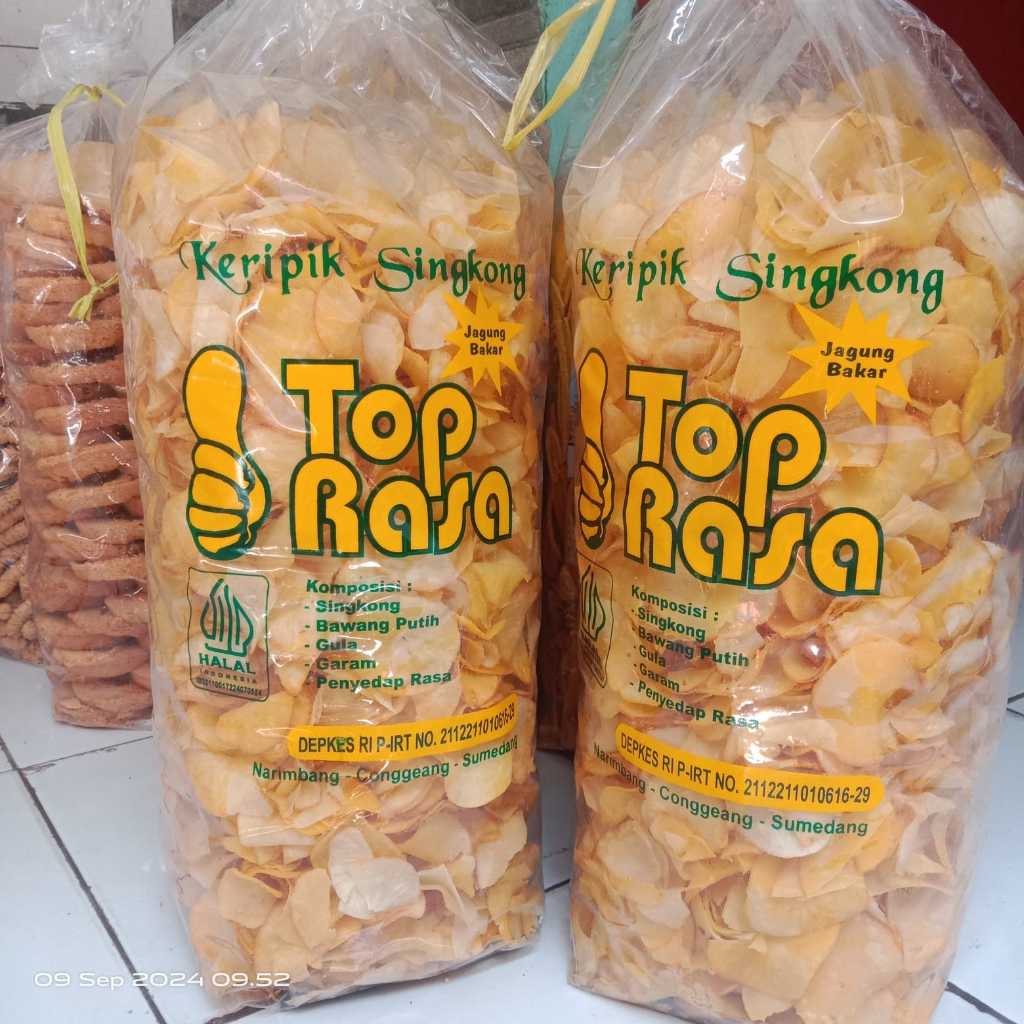 Keripik Singkong
Jagung
Bakar
Top
Rasa
Komposisi :
- Singkong
- Bawang Putih
- Gula
- Garam
- Penyedap Rasa
HALAL
INDONESIA
DEPKES RI P-IRT NO. 2112211010616-29
Narimbang - Conggeang - Sumedang
Keripik Singkong
Jagung
Bakar
Top
Rasa
Komposisi :
- Singkong
- Bawang Putih
- Gula
- Garam
- Penyedap Rasa
DEPKES RI P-IRT NO. 2112211010616-29
Narimbang - Conggeang - Sumedang
09 Sep 2024 09.52